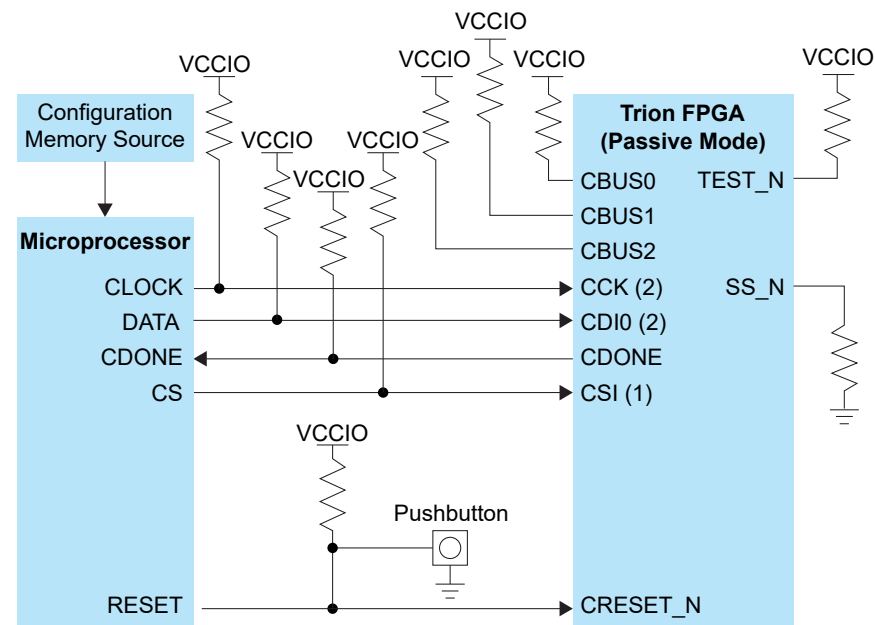 VCCIO
VCCIO
VCCIO
VCCIO
VCCIO
Configuration
Memory Source
Trion FPGA
(Passive Mode)
VCCIO
VCCIO
VCCIO
CBUS0
TEST_N
CBUS1
Microprocessor
CBUS2
CLOCK
CCK (2)
SS_N
DATA
CDI0 (2)
CDONE
CDONE
CS
CSI (1)
VCCIO
Pushbutton
RESET
CRESET_N